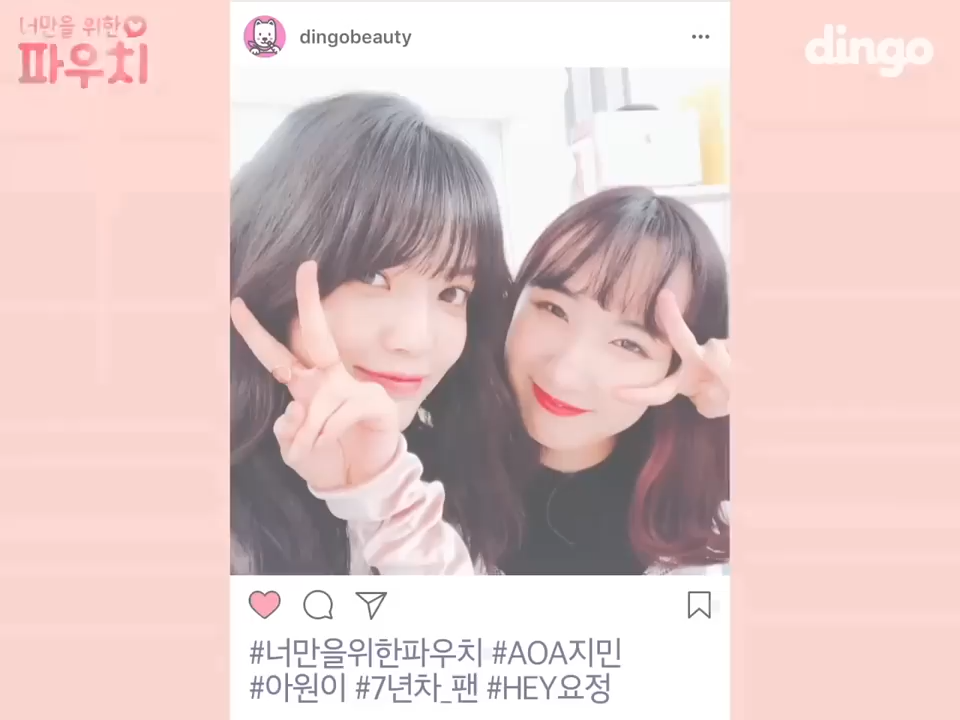 너만을 위한
파우치
dingo
dingobeauty
#너만을위한파우치 #AOA지민
#아원이 #7년차_팬 #HEY요정